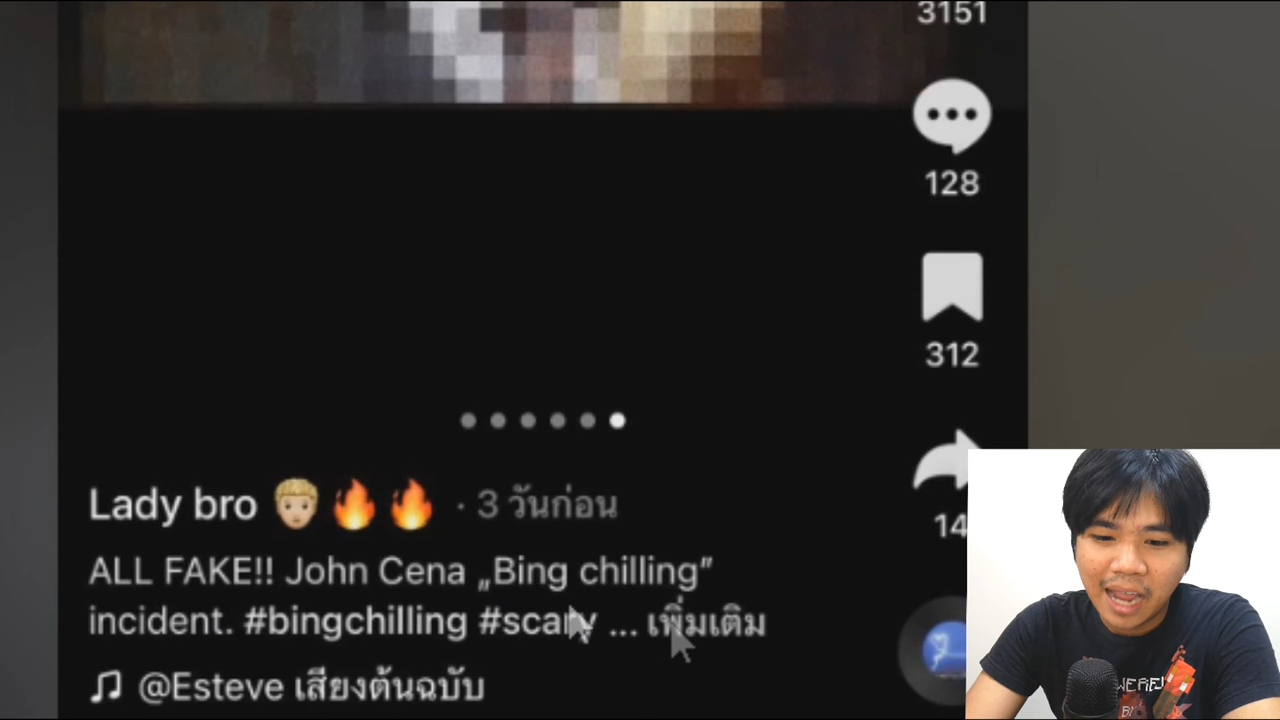 3151
128
312
14
Lady bro 👨🏼🔥🔥 · 3 วันก่อน
ALL FAKE!! John Cena „Bing chilling”
incident. #bingchilling #scary ... เพิ่มเติม
@Esteve เสียงต้นฉบับ